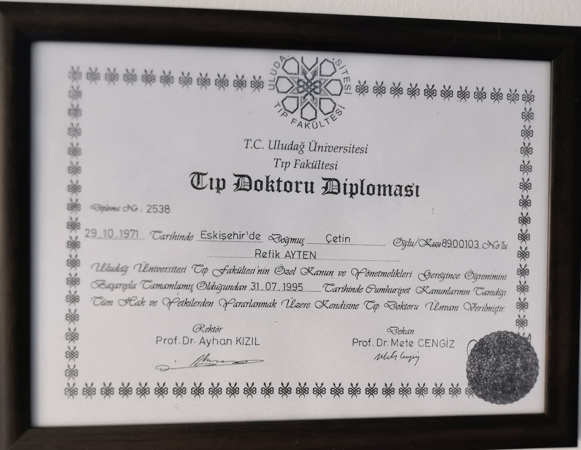 ULUDAĞ ÜNİVERSİTESİ
TIP FAKÜLTESİ
T.C. Uludağ Üniversitesi
Tıp Fakültesi
Tıp Doktoru Diploması
Diploma No : 2538
29.10.1971 Tarihinde Eskişehir'de Doğmuş Çetin Oğlu/Kızı 8900103 No'lu
Refik AYTEN
Uludağ Üniversitesi Tıp Fakültesi'nin Özel Kanun ve Yönetmelikleri Gereğince Öğrenimini
Başarıyla Tamamlamış Olduğundan 31.07.1995 Tarihinde Cumhuriyet Kanunlarının Tanıdığı
Tüm Hak ve Yetkilerden Yararlanmak Üzere Kendisine Tıp Doktoru Ünvanı Verilmiştir.
Rektör Dekan
Prof. Dr. Ayhan KIZIL Prof. Dr. Mete CENGİZ